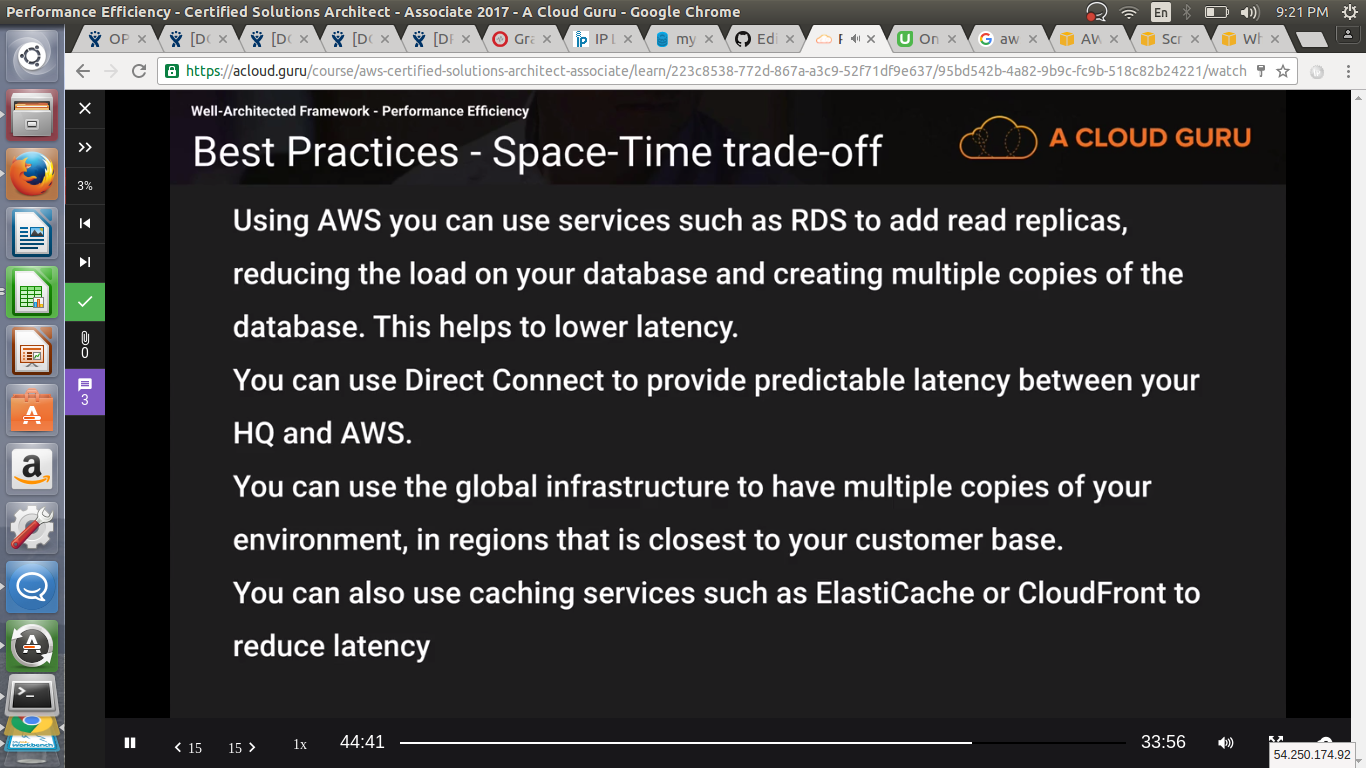 Performance Efficiency - Certified Solutions Architect - Associate 2017 - A Cloud Guru - Google Chrome
En
9:21 PM
OP
[DC
[DC
[DC
[DF
Gra
IP L
my
Edi
On
aw
AW
Scr
Wh
https://acloud.guru/course/aws-certified-solutions-architect-associate/learn/223c8538-772d-867a-a3c9-52f71df9e637/95bd542b-4a82-9b9c-fc9b-518c82b24221/watch
3%
0
3
Well-Architected Framework - Performance Efficiency
Best Practices - Space-Time trade-off
A CLOUD GURU
Using AWS you can use services such as RDS to add read replicas,
reducing the load on your database and creating multiple copies of the
database. This helps to lower latency.
You can use Direct Connect to provide predictable latency between your
HQ and AWS.
You can use the global infrastructure to have multiple copies of your
environment, in regions that is closest to your customer base.
You can also use caching services such as ElastiCache or CloudFront to
reduce latency
15
15
1x
44:41
33:56
54.250.174.92